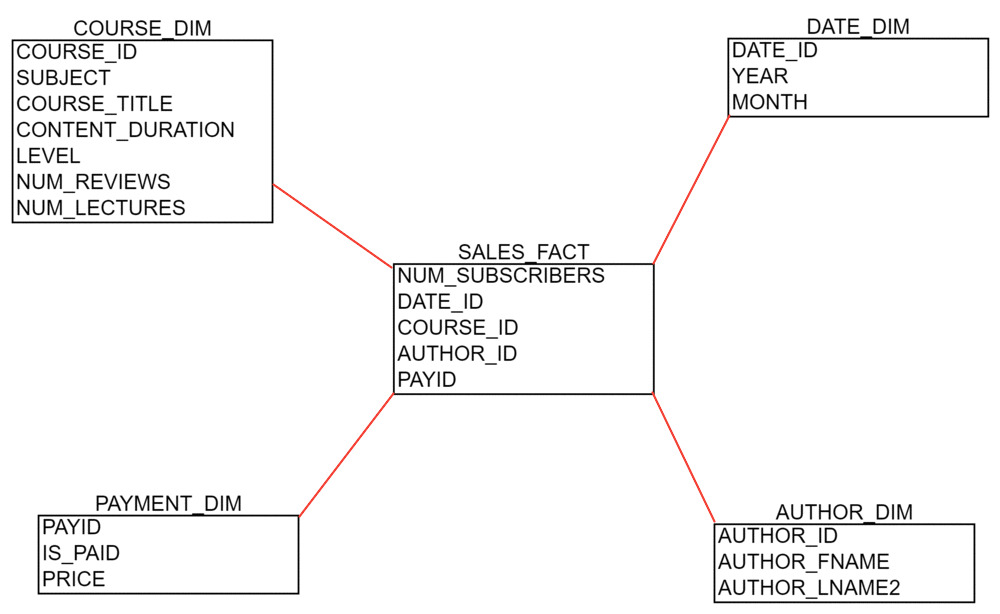 COURSE_DIM
COURSE_ID
SUBJECT
COURSE_TITLE
CONTENT_DURATION
LEVEL
NUM_REVIEWS
NUM_LECTURES
DATE_DIM
DATE_ID
YEAR
MONTH
SALES_FACT
NUM_SUBSCRIBERS
DATE_ID
COURSE_ID
AUTHOR_ID
PAYID
PAYMENT_DIM
PAYID
IS_PAID
PRICE
AUTHOR_DIM
AUTHOR_ID
AUTHOR_FNAME
AUTHOR_LNAME2